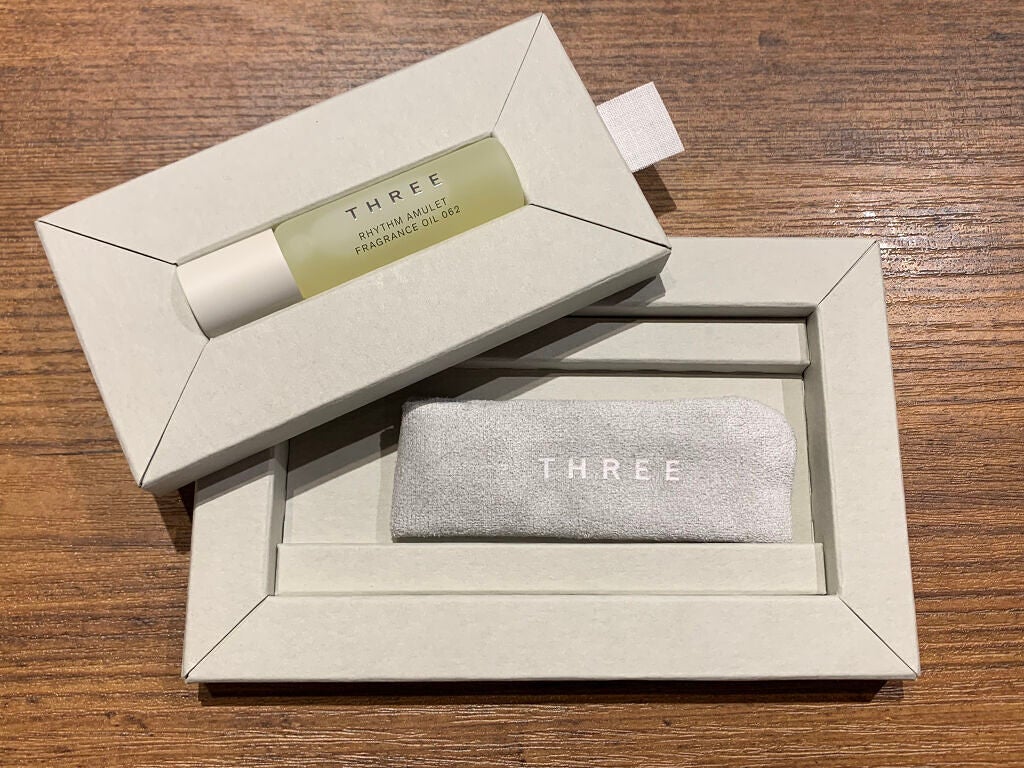 THREE
RHYTHM AMULET
FRAGRANCE OIL 062
THREE